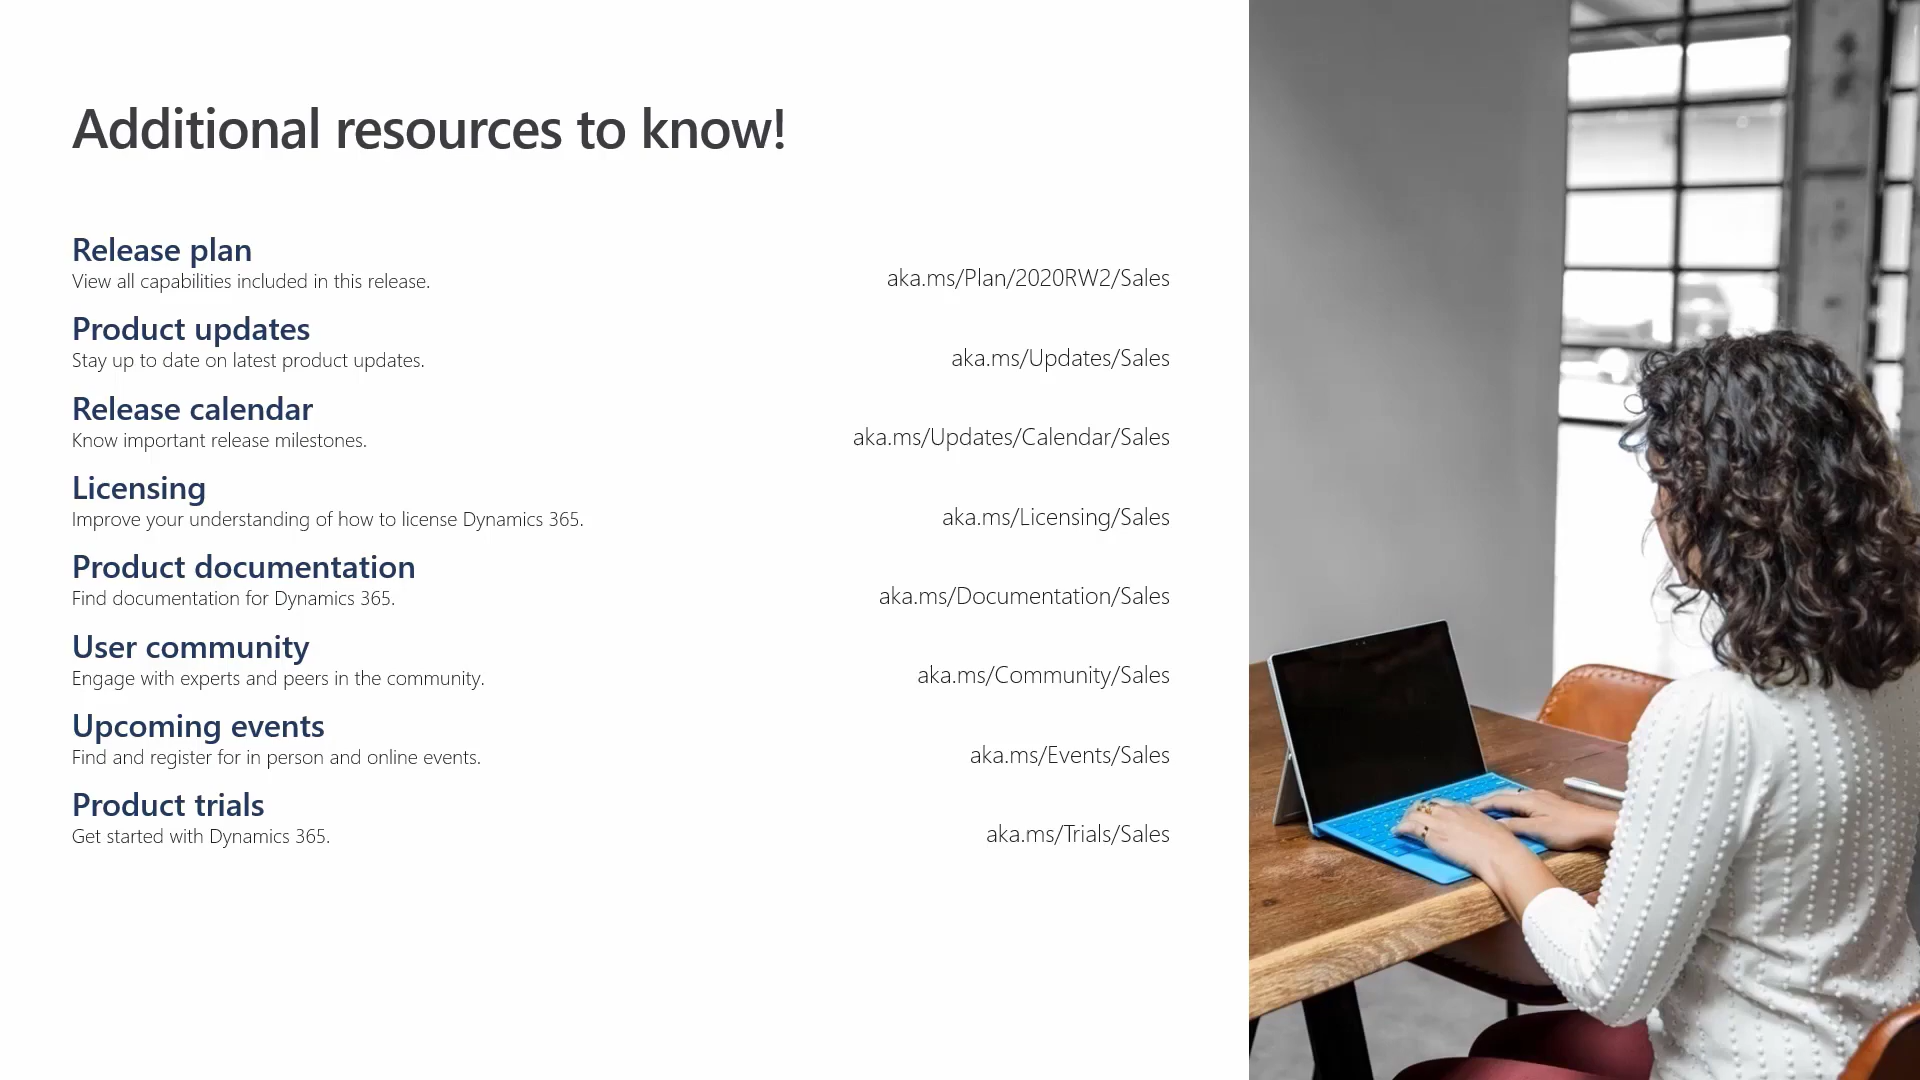 Additional resources to know!
Release plan
View all capabilities included in this release.
aka.ms/Plan/2020RW2/Sales
Product updates
Stay up to date on latest product updates.
aka.ms/Updates/Sales
Release calendar
Know important release milestones.
aka.ms/Updates/Calendar/Sales
Licensing
Improve your understanding of how to license Dynamics 365.
aka.ms/Licensing/Sales
Product documentation
Find documentation for Dynamics 365.
aka.ms/Documentation/Sales
User community
Engage with experts and peers in the community.
aka.ms/Community/Sales
Upcoming events
Find and register for in person and online events.
aka.ms/Events/Sales
Product trials
Get started with Dynamics 365.
aka.ms/Trials/Sales